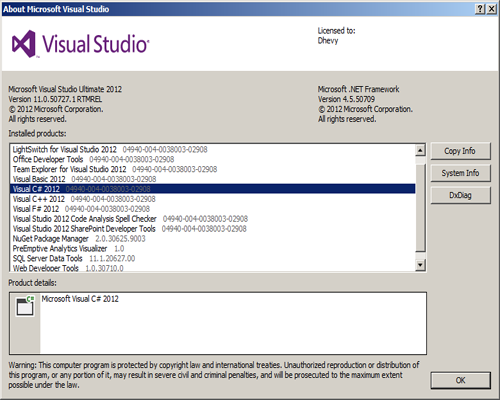 About Microsoft Visual Studio
Visual Studio
Licensed to:
Dhevy
Microsoft Visual Studio Ultimate 2012
Version 11.0.50727.1 RTMREL
© 2012 Microsoft Corporation.
All rights reserved.
Microsoft .NET Framework
Version 4.5.50709
© 2012 Microsoft Corporation.
All rights reserved.
Installed products:
LightSwitch for Visual Studio 2012 04940-004-0038003-02908
Office Developer Tools 04940-004-0038003-02908
Team Explorer for Visual Studio 2012 04940-004-0038003-02908
Visual Basic 2012 04940-004-0038003-02908
Visual C# 2012 04940-004-0038003-02908
Visual C++ 2012 04940-004-0038003-02908
Visual F# 2012 04940-004-0038003-02908
Visual Studio 2012 Code Analysis Spell Checker 04940-004-0038003-02908
Visual Studio 2012 SharePoint Developer Tools 04940-004-0038003-02908
NuGet Package Manager 2.0.30625.9003
PreEmptive Analytics Visualizer 1.0
SQL Server Data Tools 11.1.20627.00
Web Developer Tools 1.0.30710.0
Copy Info
System Info
DxDiag
Product details:
C#
Microsoft Visual C# 2012
Warning: This computer program is protected by copyright law and international treaties. Unauthorized reproduction or distribution of
this program, or any portion of it, may result in severe civil and criminal penalties, and will be prosecuted to the maximum extent
possible under the law.
OK